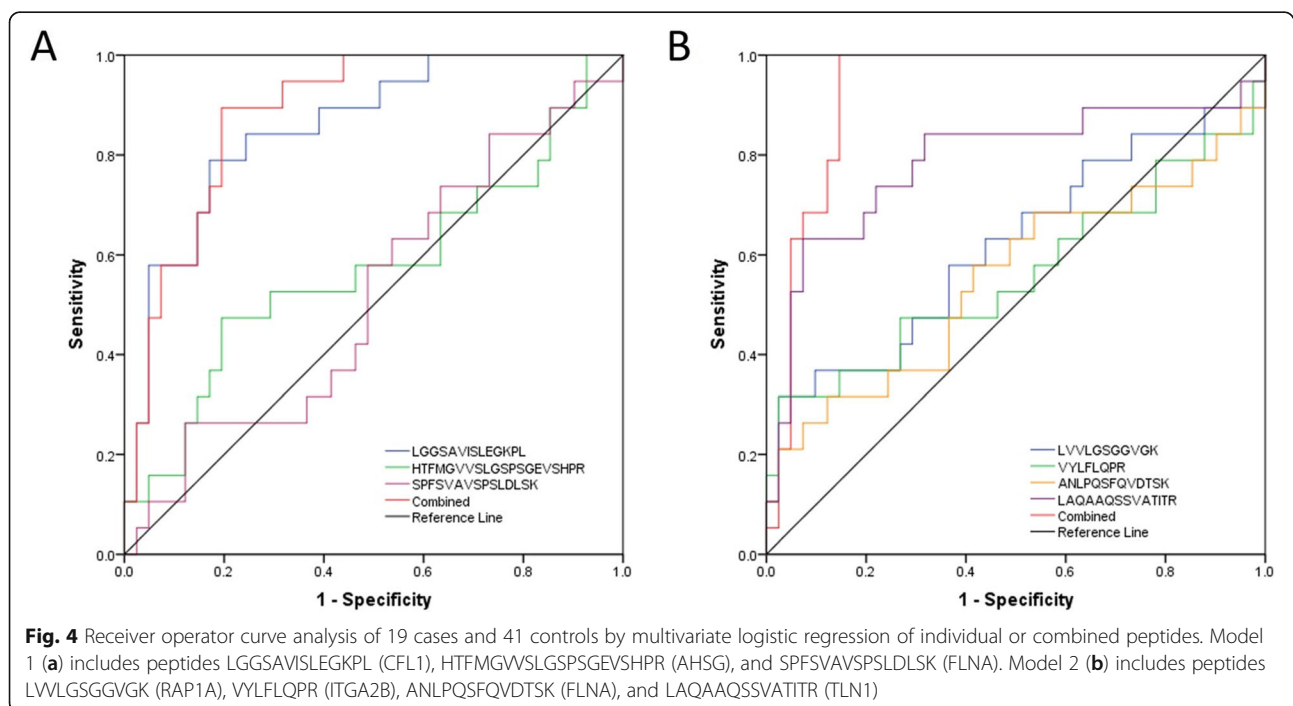 A
1.0
0.8
0.6
0.4
0.2
0.0
Sensitivity
0.0 0.2 0.4 0.6 0.8 1.0
1 - Specificity
LGGSAVISLEGKPL
HTFMGVVSLGSPSGEVSHPR
SPFSVAVSPSLDLSK
Combined
Reference Line
B
1.0
0.8
0.6
0.4
0.2
0.0
Sensitivity
0.0 0.2 0.4 0.6 0.8 1.0
1 - Specificity
LVVLGSGGVGK
VYLFLQPR
ANLPQSFQVDTSK
LAQAAQSSVATITR
Combined
Reference Line
Fig. 4 Receiver operator curve analysis of 19 cases and 41 controls by multivariate logistic regression of individual or combined peptides. Model
1 (a) includes peptides LGGSAVISLEGKPL (CFL1), HTFMGVVSLGSPSGEVSHPR (AHSG), and SPFSVAVSPSLDLSK (FLNA). Model 2 (b) includes peptides
LVVLGSGGVGK (RAP1A), VYLFLQPR (ITGA2B), ANLPQSFQVDTSK (FLNA), and LAQAAQSSVATITR (TLN1)